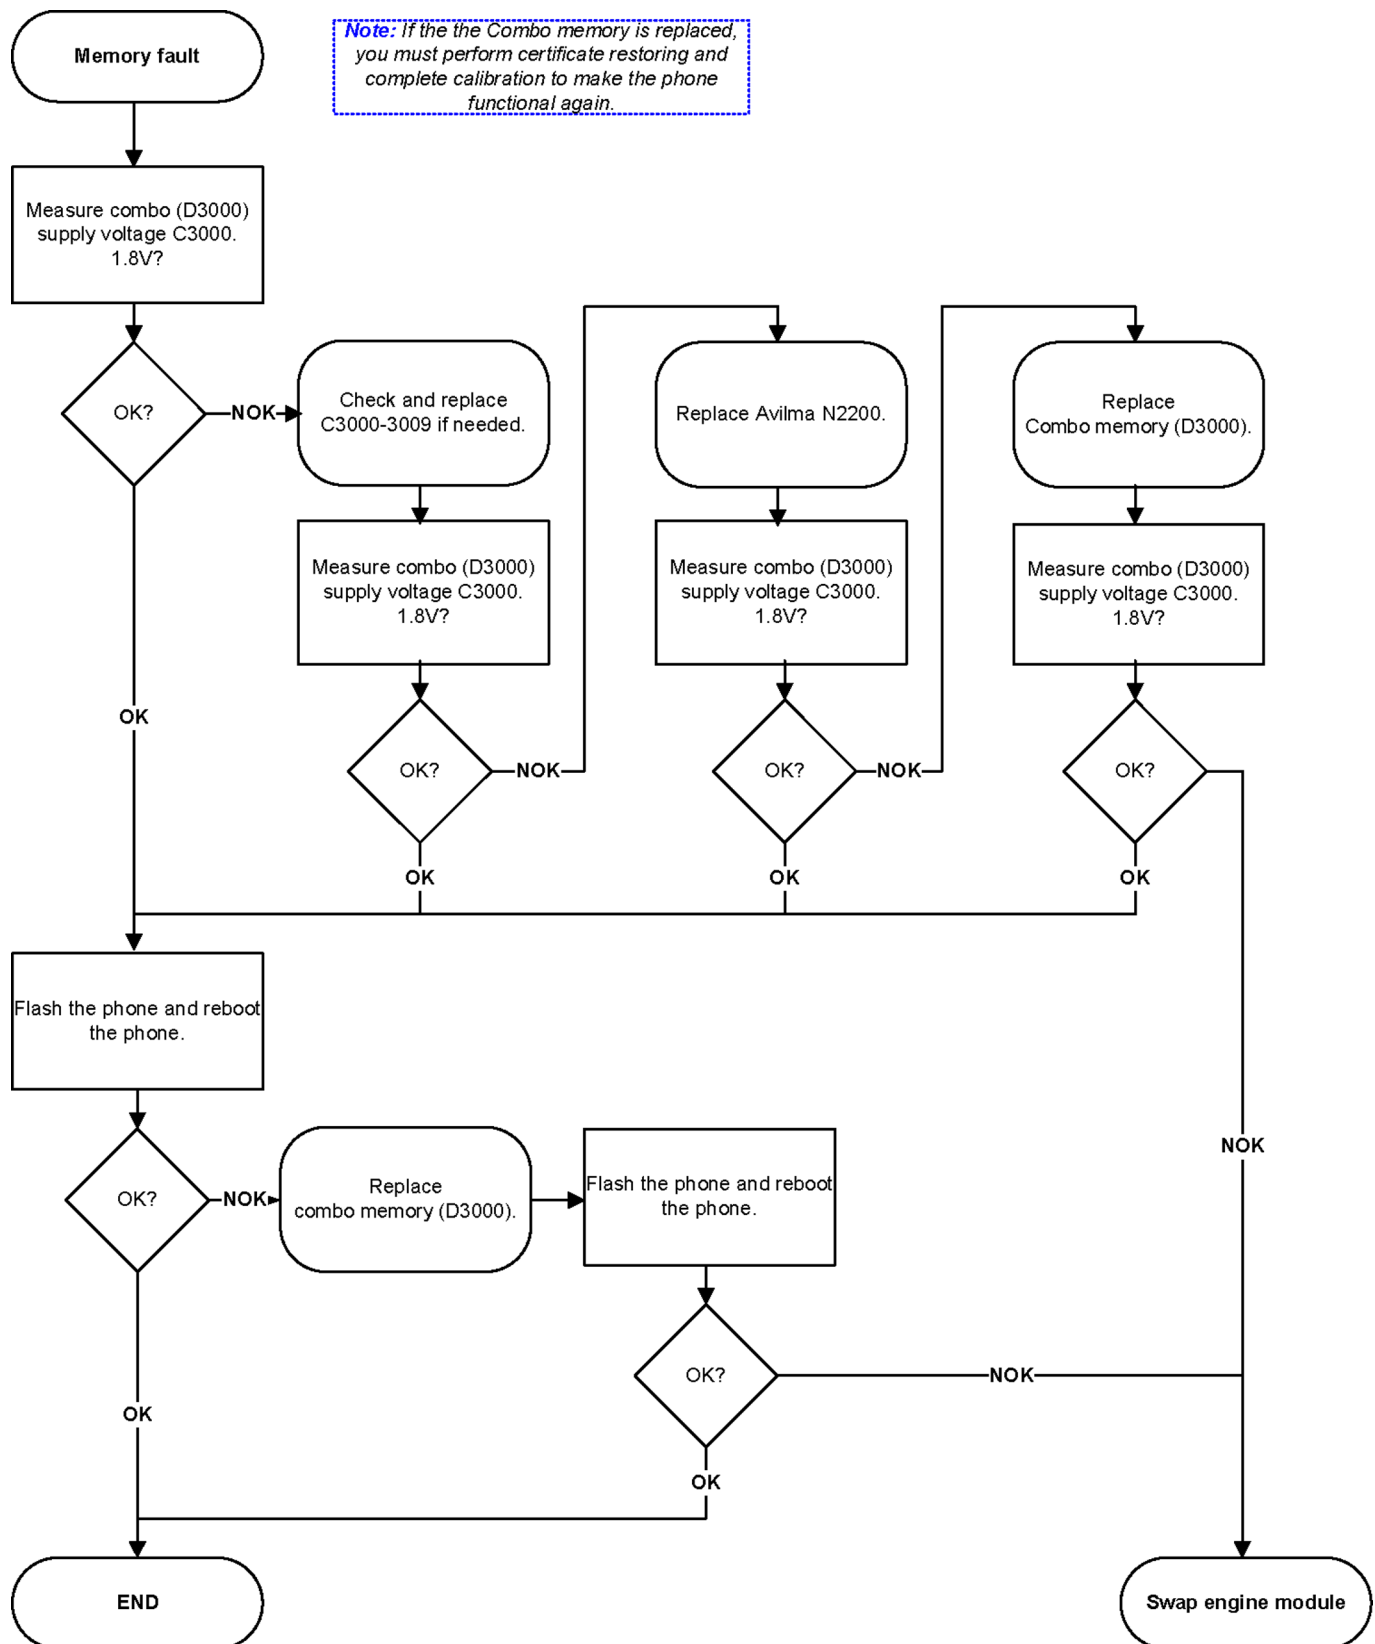 Memory fault
Note: If the the Combo memory is replaced,
you must perform certificate restoring and
complete calibration to make the phone
functional again.
Measure combo (D3000)
supply voltage C3000.
1.8V?
OK?
NOK
Check and replace
C3000-3009 if needed.
Replace Avilma N2200.
Replace
Combo memory (D3000).
Measure combo (D3000)
supply voltage C3000.
1.8V?
Measure combo (D3000)
supply voltage C3000.
1.8V?
Measure combo (D3000)
supply voltage C3000.
1.8V?
OK
OK?
NOK
OK?
NOK
OK?
OK
OK
OK
Flash the phone and reboot
the phone.
NOK
OK?
NOK
Replace
combo memory (D3000).
Flash the phone and reboot
the phone.
OK?
NOK
OK
OK
END
Swap engine module